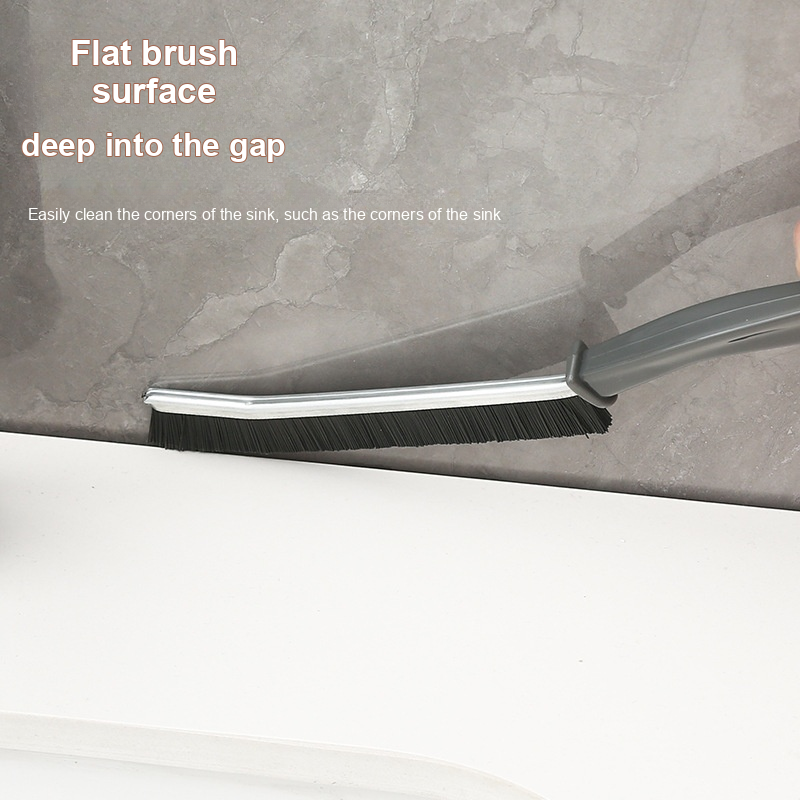 Flat brush
surface
deep into the gap
Easily clean the corners of the sink, such as the corners of the sink